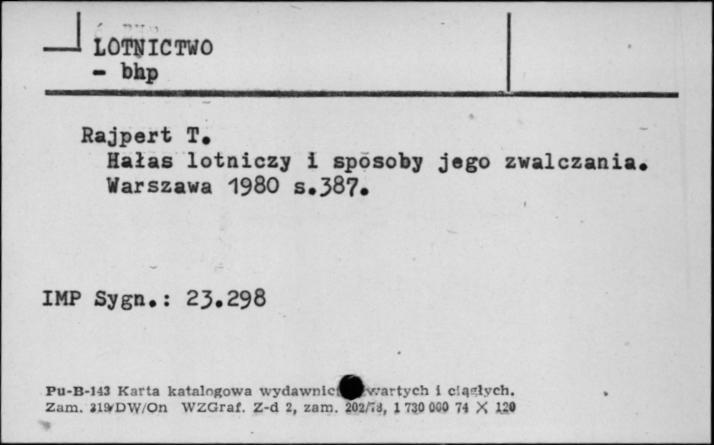 LOTNICTWO
- bhp
Rajpert T.
Hałas lotniczy i sposoby jego zwalczania.
Warszawa 1980 s.387.
IMP Sygn.: 23.298
Pu-B-143 Karta katalogowa wydawnic wartych i ciągłych.
Zam. 319/DW/On WZGraf. Z-d 2, zam. 202/78, 1 730 000 74 X 120